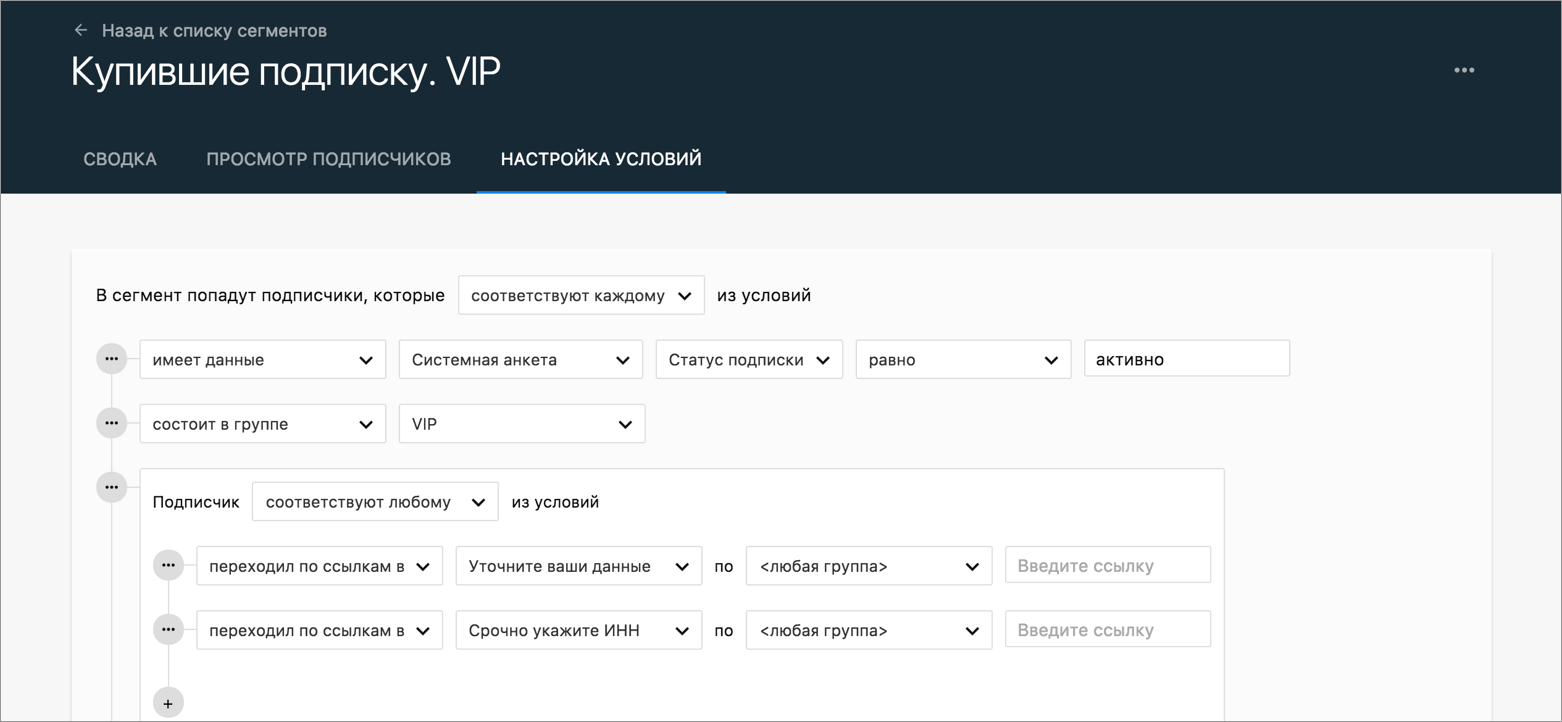 ← Назад к списку сегментов
Купившие подписку. VIP
СВОДКА ПРОСМОТР ПОДПИСЧИКОВ НАСТРОЙКА УСЛОВИЙ
В сегмент попадут подписчики, которые соответствуют каждому из условий
имеет данные Системная анкета Статус подписки равно активно
состоит в группе VIP
Подписчик соответствуют любому из условий
переходил по ссылкам в Уточните ваши данные по <любая группа> Введите ссылку
переходил по ссылкам в Срочно укажите ИНН по <любая группа> Введите ссылку
+